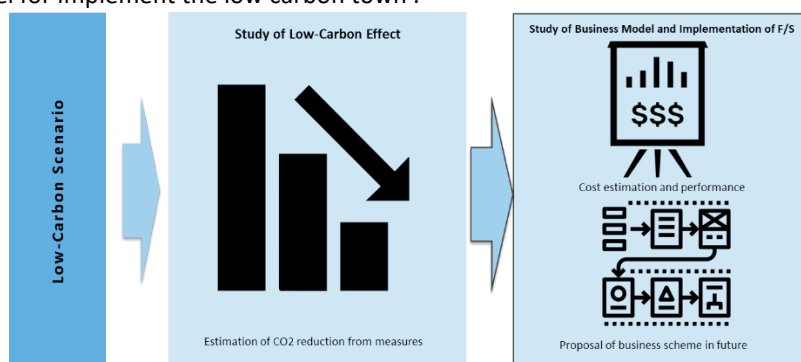 for implement the low carbon town .
Low-Carbon Scenario
Study of Low-Carbon Effect
Estimation of CO2 reduction from measures
Study of Business Model and Implementation of F/S
$$$
Cost estimation and performance
Proposal of business scheme in future